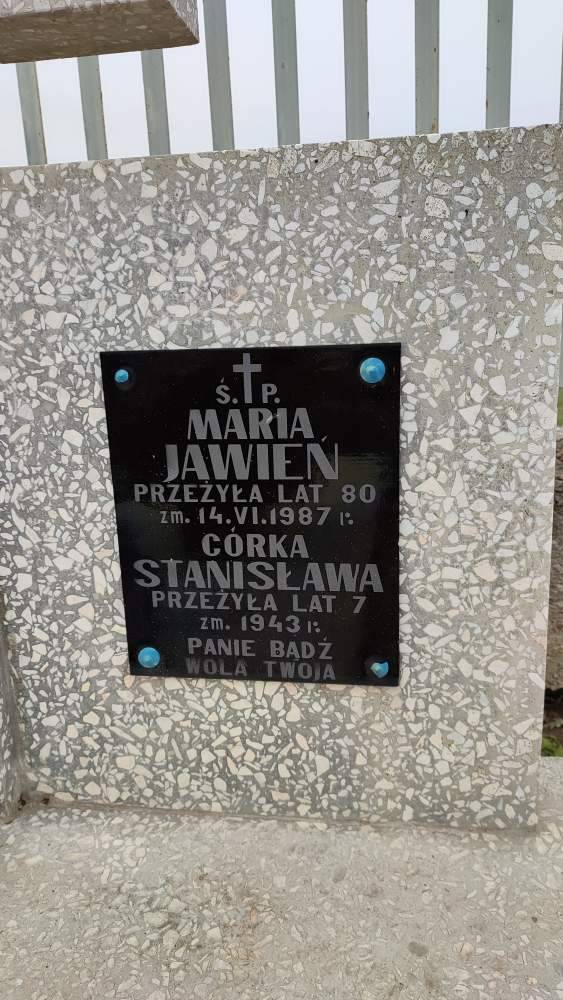 Ś. P.
MARIA
JAWIEŃ
PRZEŻYŁA LAT 80
zm. 14.VI.1987 r.
CÓRKA
STANISŁAWA
PRZEŻYŁA LAT 7
zm. 1943 r.
PANIE BĄDŹ
WOLA TWOJA